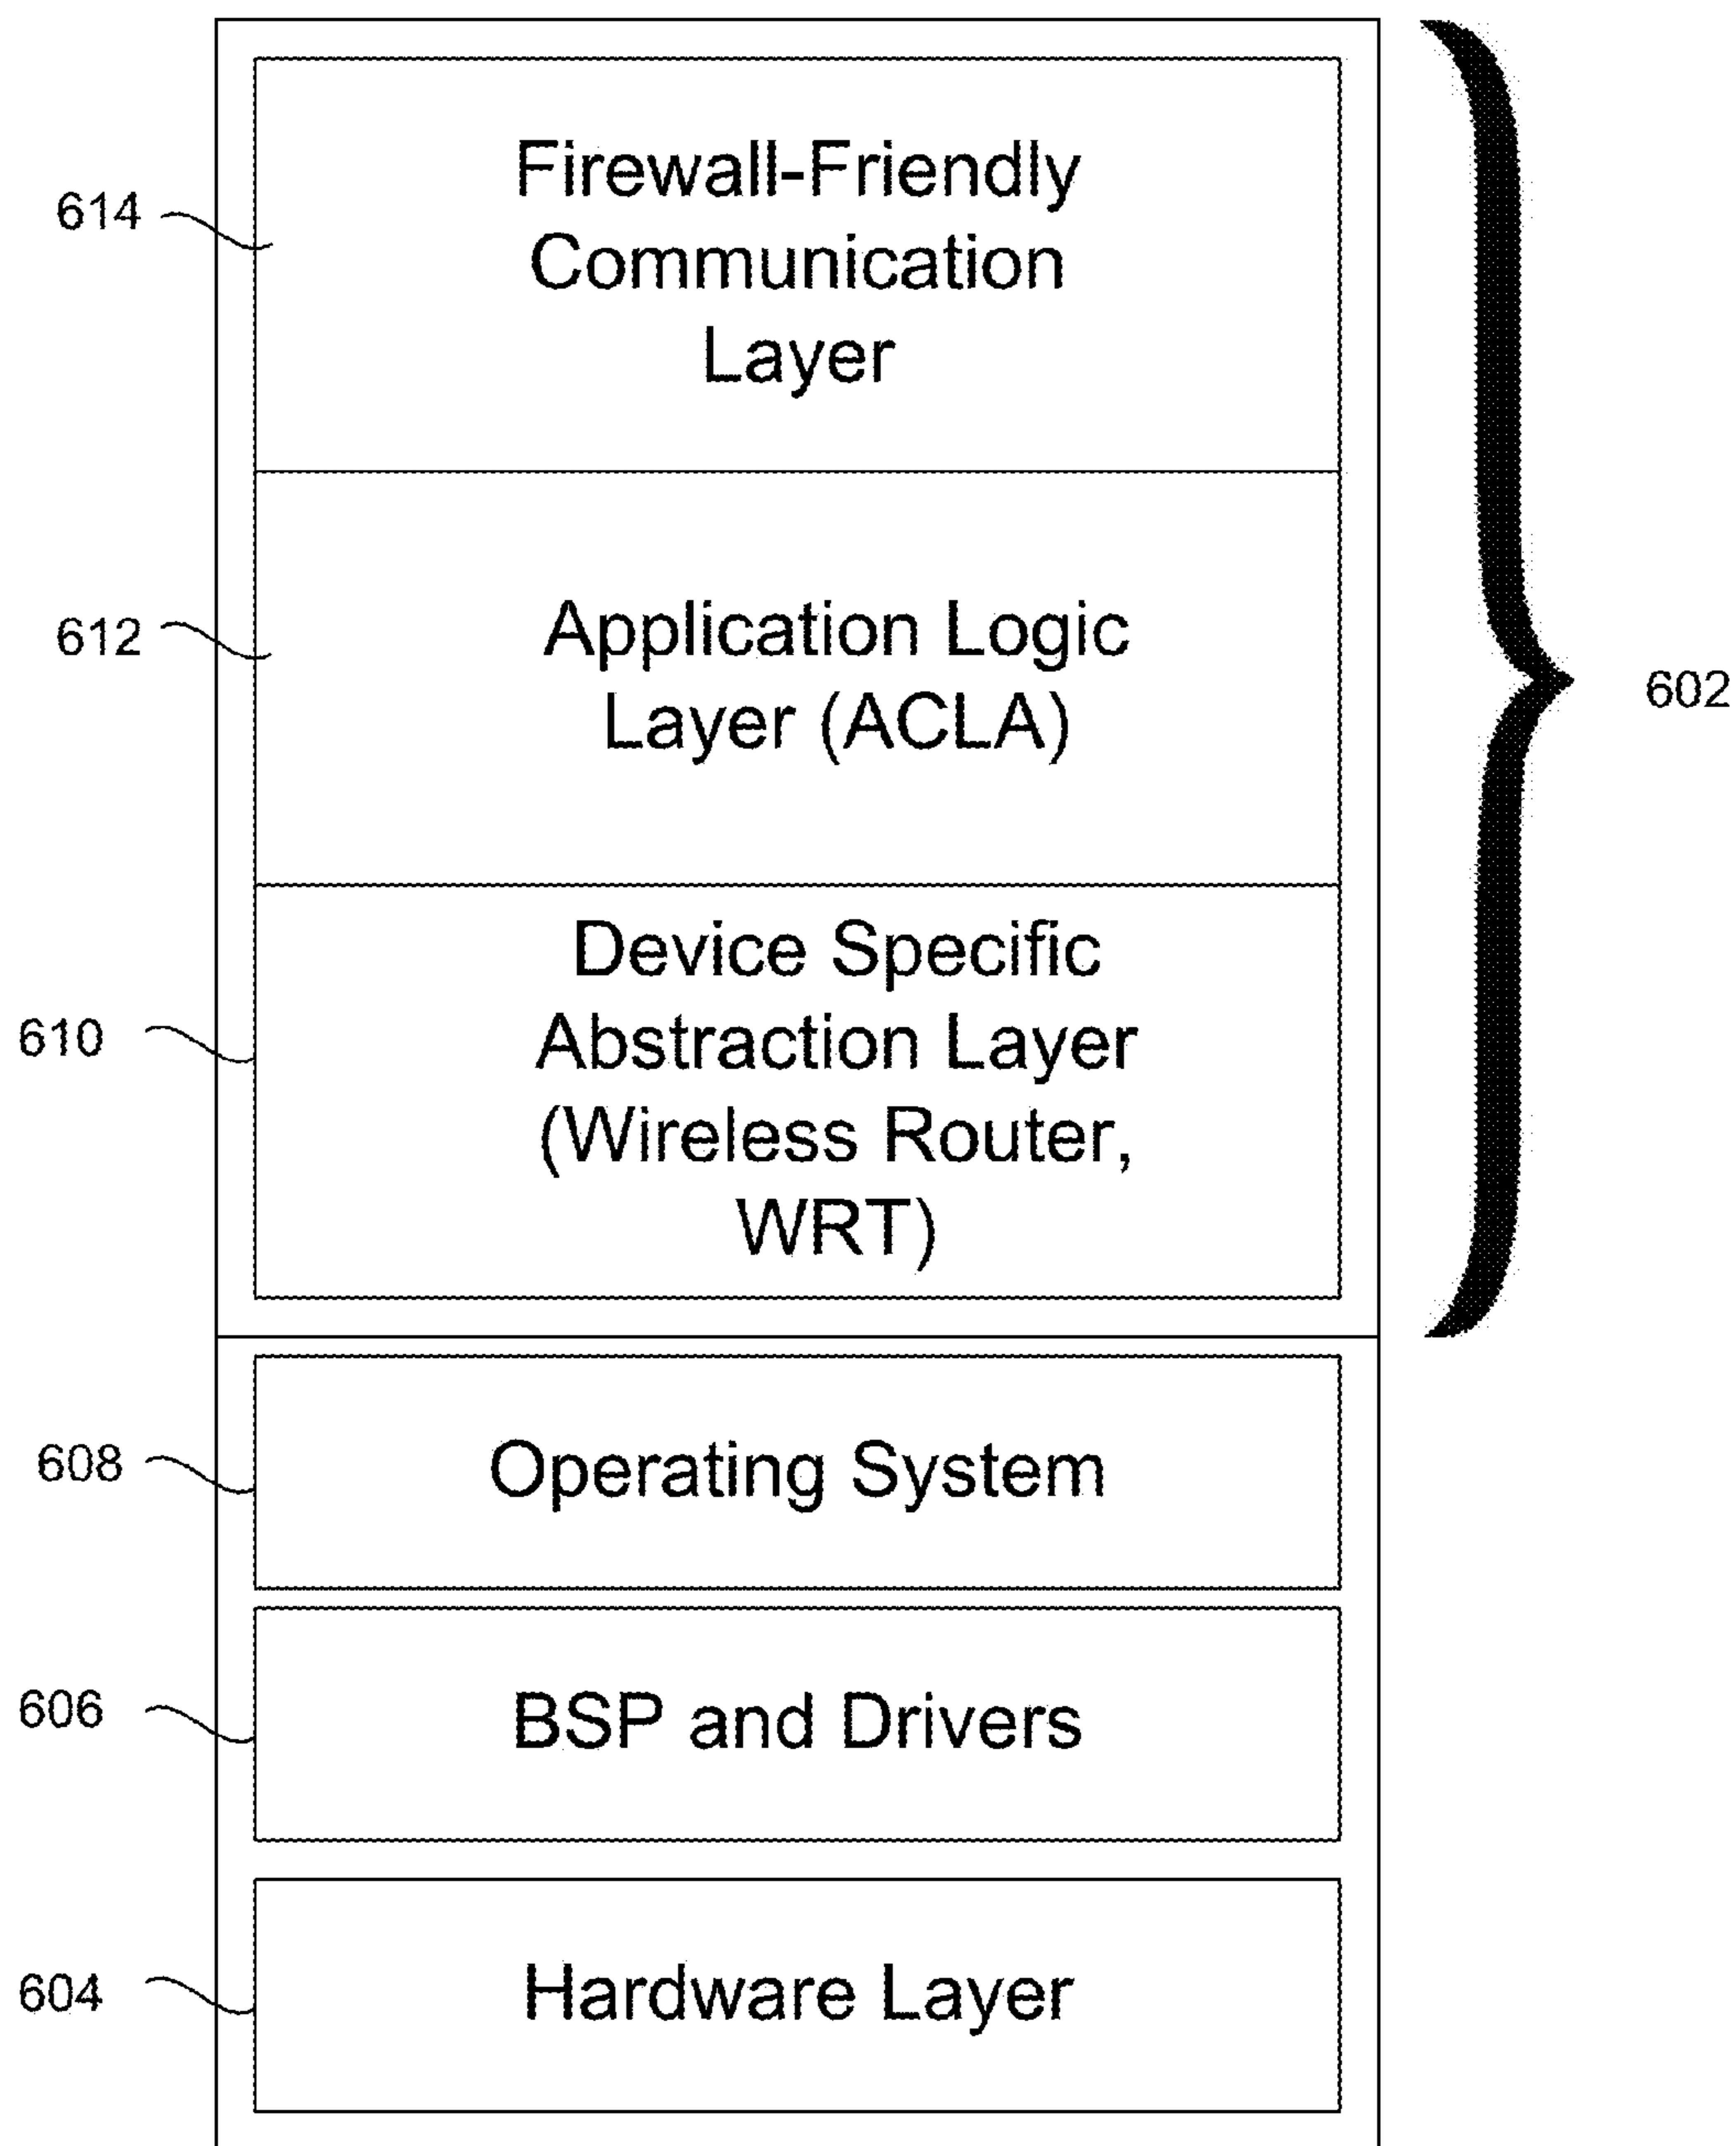 614
Firewall-Friendly
Communication
Layer
612
Application Logic
Layer (ACLA)
602
610
Device Specific
Abstraction Layer
(Wireless Router,
WRT)
608
Operating System
606
BSP and Drivers
604
Hardware Layer